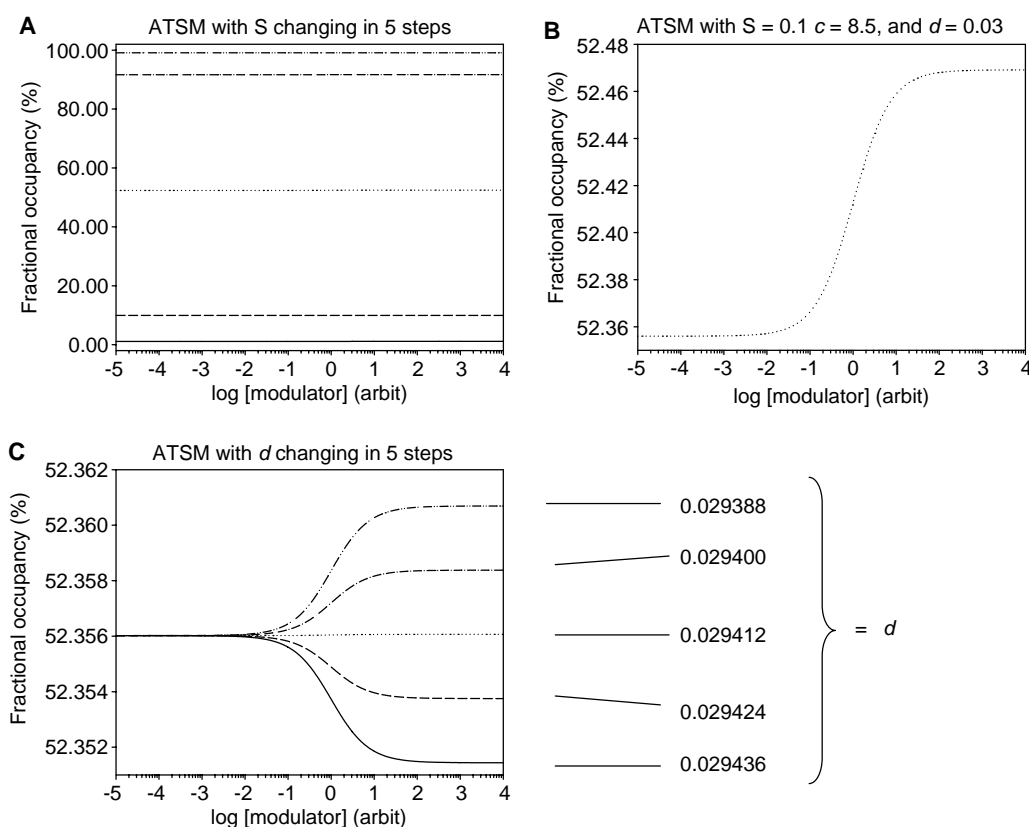 A
ATSM with S changing in 5 steps
Fractional occupancy (%)
100.00
80.00
60.00
40.00
20.00
0.00
-5 -4 -3 -2 -1 0 1 2 3 4
log [modulator] (arbit)
B
ATSM with S = 0.1 c = 8.5, and d = 0.03
Fractional occupancy (%)
52.48
52.46
52.44
52.42
52.40
52.38
52.36
-5 -4 -3 -2 -1 0 1 2 3 4
log [modulator] (arbit)
C
ATSM with d changing in 5 steps
Fractional occupancy (%)
52.362
52.360
52.358
52.356
52.354
52.352
-5 -4 -3 -2 -1 0 1 2 3 4
log [modulator] (arbit)
0.029388
0.029400
0.029412
0.029424
0.029436
= d